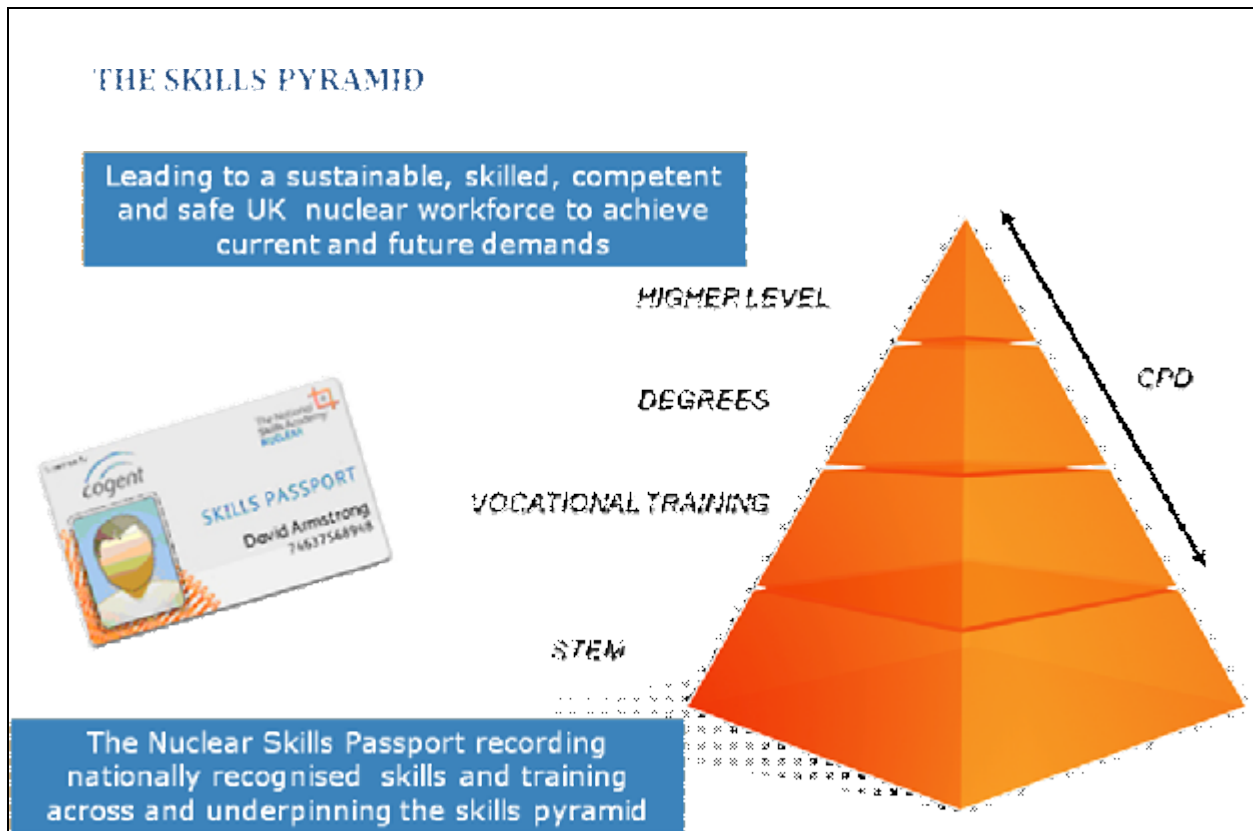 THE SKILLS PYRAMID
Leading to a sustainable, skilled, competent
and safe UK nuclear workforce to achieve
current and future demands
HIGHER LEVEL
DEGREES
CPD
VOCATIONAL TRAINING
STEM
cogent
The National
Skills Academy
NUCLEAR
SKILLS PASSPORT
David Armstrong
74637548948
The Nuclear Skills Passport recording
nationally recognised skills and training
across and underpinning the skills pyramid